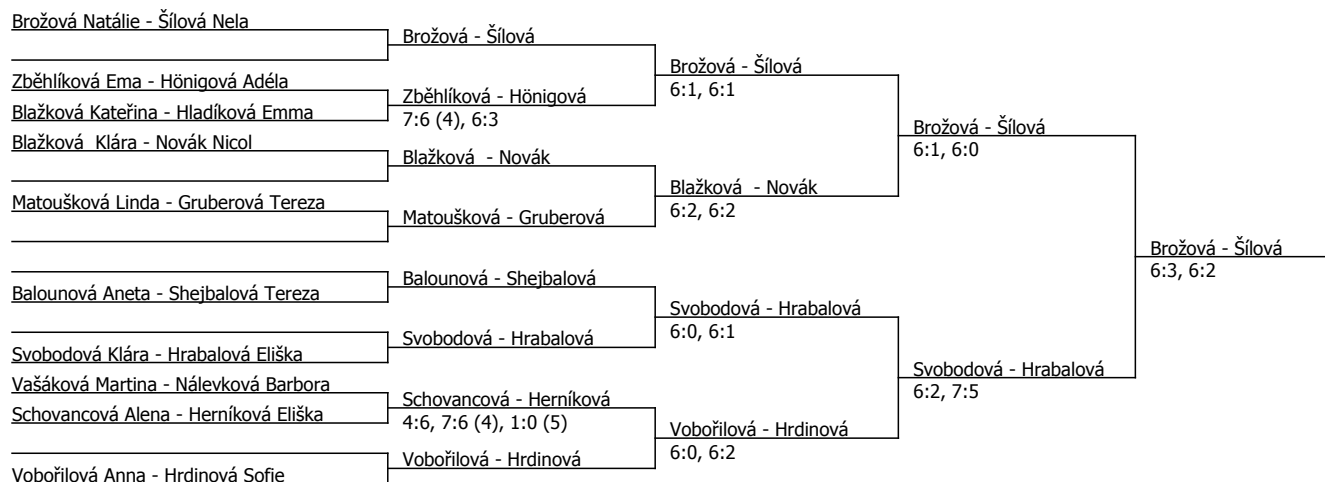 Brožová Natálie - Šílová Nela
Brožová - Šílová
Brožová - Šílová
6:1, 6:1
Zběhlíková Ema - Hönigová Adéla
Zběhlíková - Hönigová
7:6 (4), 6:3
Blažková Kateřina - Hladíková Emma
Brožová - Šílová
6:1, 6:0
Blažková  Klára - Novák Nicol
Blažková  - Novák
Blažková  - Novák
6:2, 6:2
Matoušková Linda - Gruberová Tereza
Matoušková - Gruberová
Brožová - Šílová
6:3, 6:2
Balounová - Shejbalová
Balounová Aneta - Shejbalová Tereza
Svobodová - Hrabalová
6:0, 6:1
Svobodová - Hrabalová
Svobodová Klára - Hrabalová Eliška
Svobodová - Hrabalová
6:2, 7:5
Vašáková Martina - Nálevková Barbora
Schovancová - Herníková
4:6, 7:6 (4), 1:0 (5)
Schovancová Alena - Herníková Eliška
Vobořilová - Hrdinová
6:0, 6:2
Vobořilová - Hrdinová
Vobořilová Anna - Hrdinová Sofie